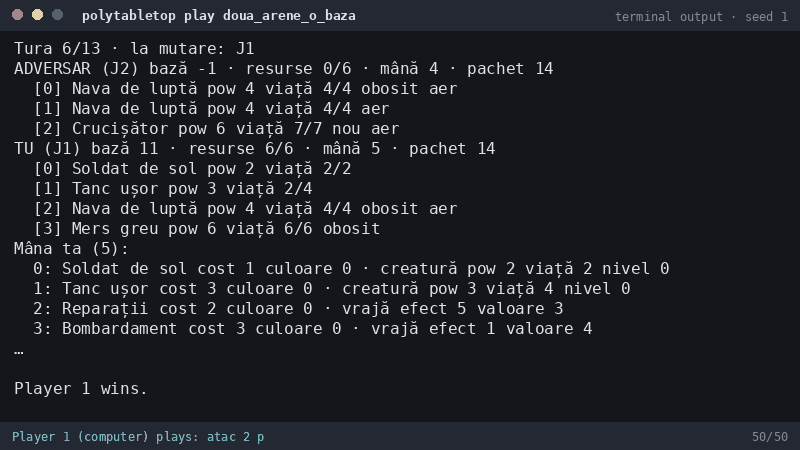 polytabletop play doua_arene_o_baza
terminal output · seed 1
Tura 6/13 · la mutare: J1
ADVERSAR (J2) bază -1 · resurse 0/6 · mână 4 · pachet 14
[0] Nava de luptă pow 4 viață 4/4 obosit aer
[1] Nava de luptă pow 4 viață 4/4 aer
[2] Crucișător pow 6 viață 7/7 nou aer
TU (J1) bază 11 · resurse 6/6 · mână 5 · pachet 14
[0] Soldat de sol pow 2 viață 2/2
[1] Tanc ușor pow 3 viață 2/4
[2] Nava de luptă pow 4 viață 4/4 obosit aer
[3] Mers greu pow 6 viață 6/6 obosit
Mâna ta (5):
0: Soldat de sol cost 1 culoare 0 · creatură pow 2 viață 2 nivel 0
1: Tanc ușor cost 3 culoare 0 · creatură pow 3 viață 4 nivel 0
2: Reparații cost 2 culoare 0 · vrajă efect 5 valoare 3
3: Bombardament cost 3 culoare 0 · vrajă efect 1 valoare 4
…
Player 1 wins.
Player 1 (computer) plays: atac 2 p
50/50